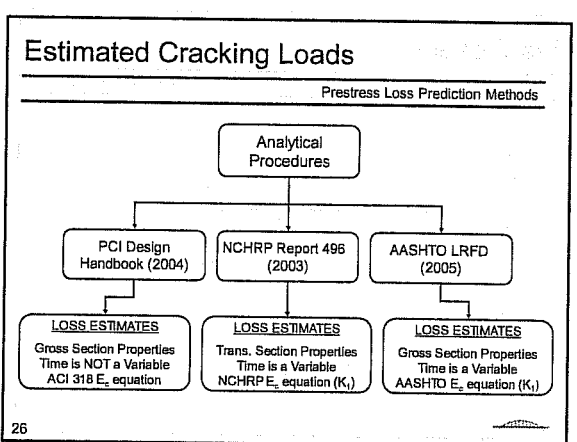 Estimated Cracking Loads
Prestress Loss Prediction Methods
Analytical
Procedures
PCI Design
Handbook (2004)
NCHRP Report 496
(2003)
AASHTO LRFD
(2005)
LOSS ESTIMATES
Gross Section Properties
Time is NOT a Variable
ACI 318 Ec equation
LOSS ESTIMATES
Trans. Section Properties
Time is a Variable
NCHRP Ec equation (K1)
LOSS ESTIMATES
Gross Section Properties
Time is a Variable
AASHTO Ec equation (K1)
26